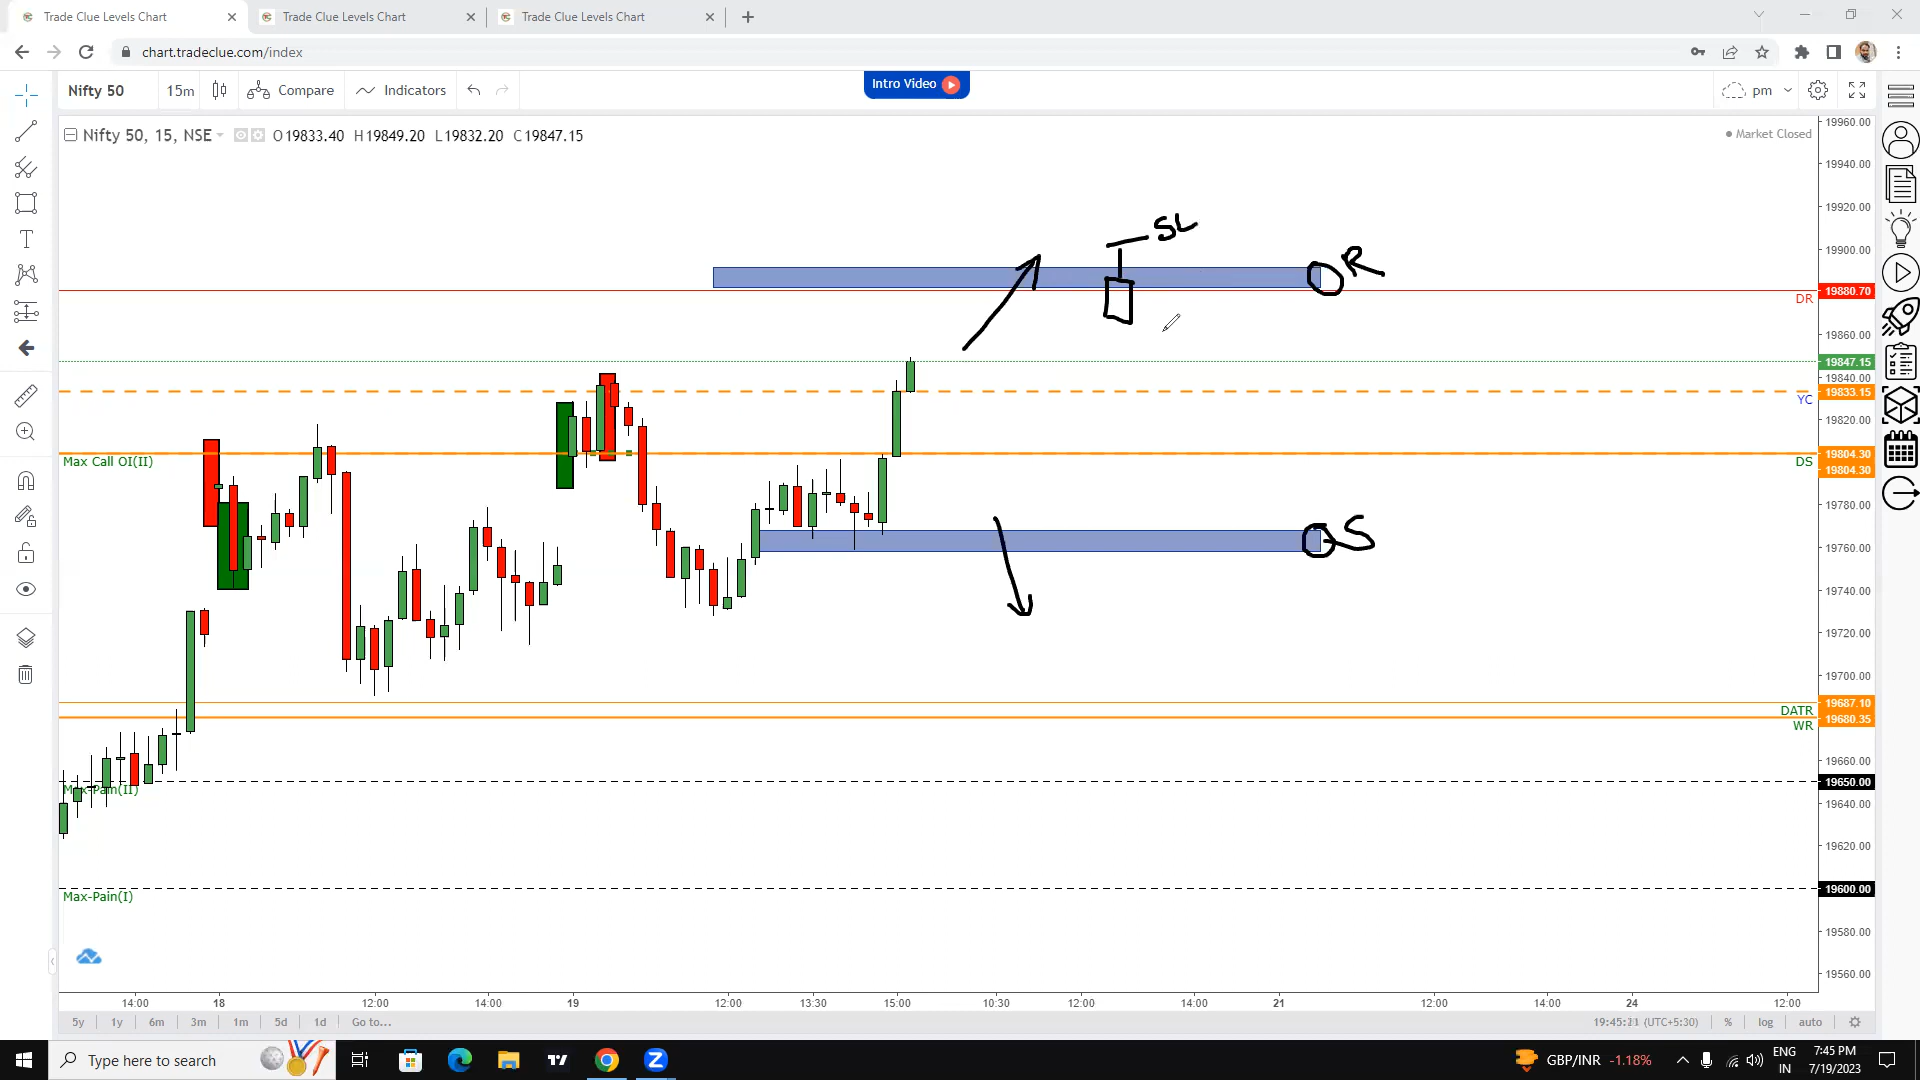 Trade Clue Levels Chart
Trade Clue Levels Chart
Trade Clue Levels Chart
chart.tradeclue.com/index
Nifty 50
15m
Compare
Indicators
Intro Video
pm
Nifty 50, 15, NSE
O19833.40 H19849.20 L19832.20 C19847.15
Market Closed
19960.00
19940.00
19920.00
SL
19900.00
R
19880.70
DR
19860.00
19847.15
19840.00
19833.15
YC
19820.00
19804.30
Max Call OI(II)
DS
19804.30
19780.00
S
19760.00
19740.00
19720.00
19700.00
19687.10
DATR
19680.35
WR
19660.00
19650.00
Max-Pain(II)
19640.00
19620.00
19600.00
Max-Pain(I)
19580.00
19560.00
14:00 18 12:00 14:00 19 12:00 13:30 15:00 10:30 12:00 14:00 21 12:00 14:00 24 12:00
5y 1y 6m 3m 1m 5d 1d Go to...
(UTC+5:30) % log auto
Type here to search
GBP/INR -1.18%
ENG
IN
7:45 PM
7/19/2023